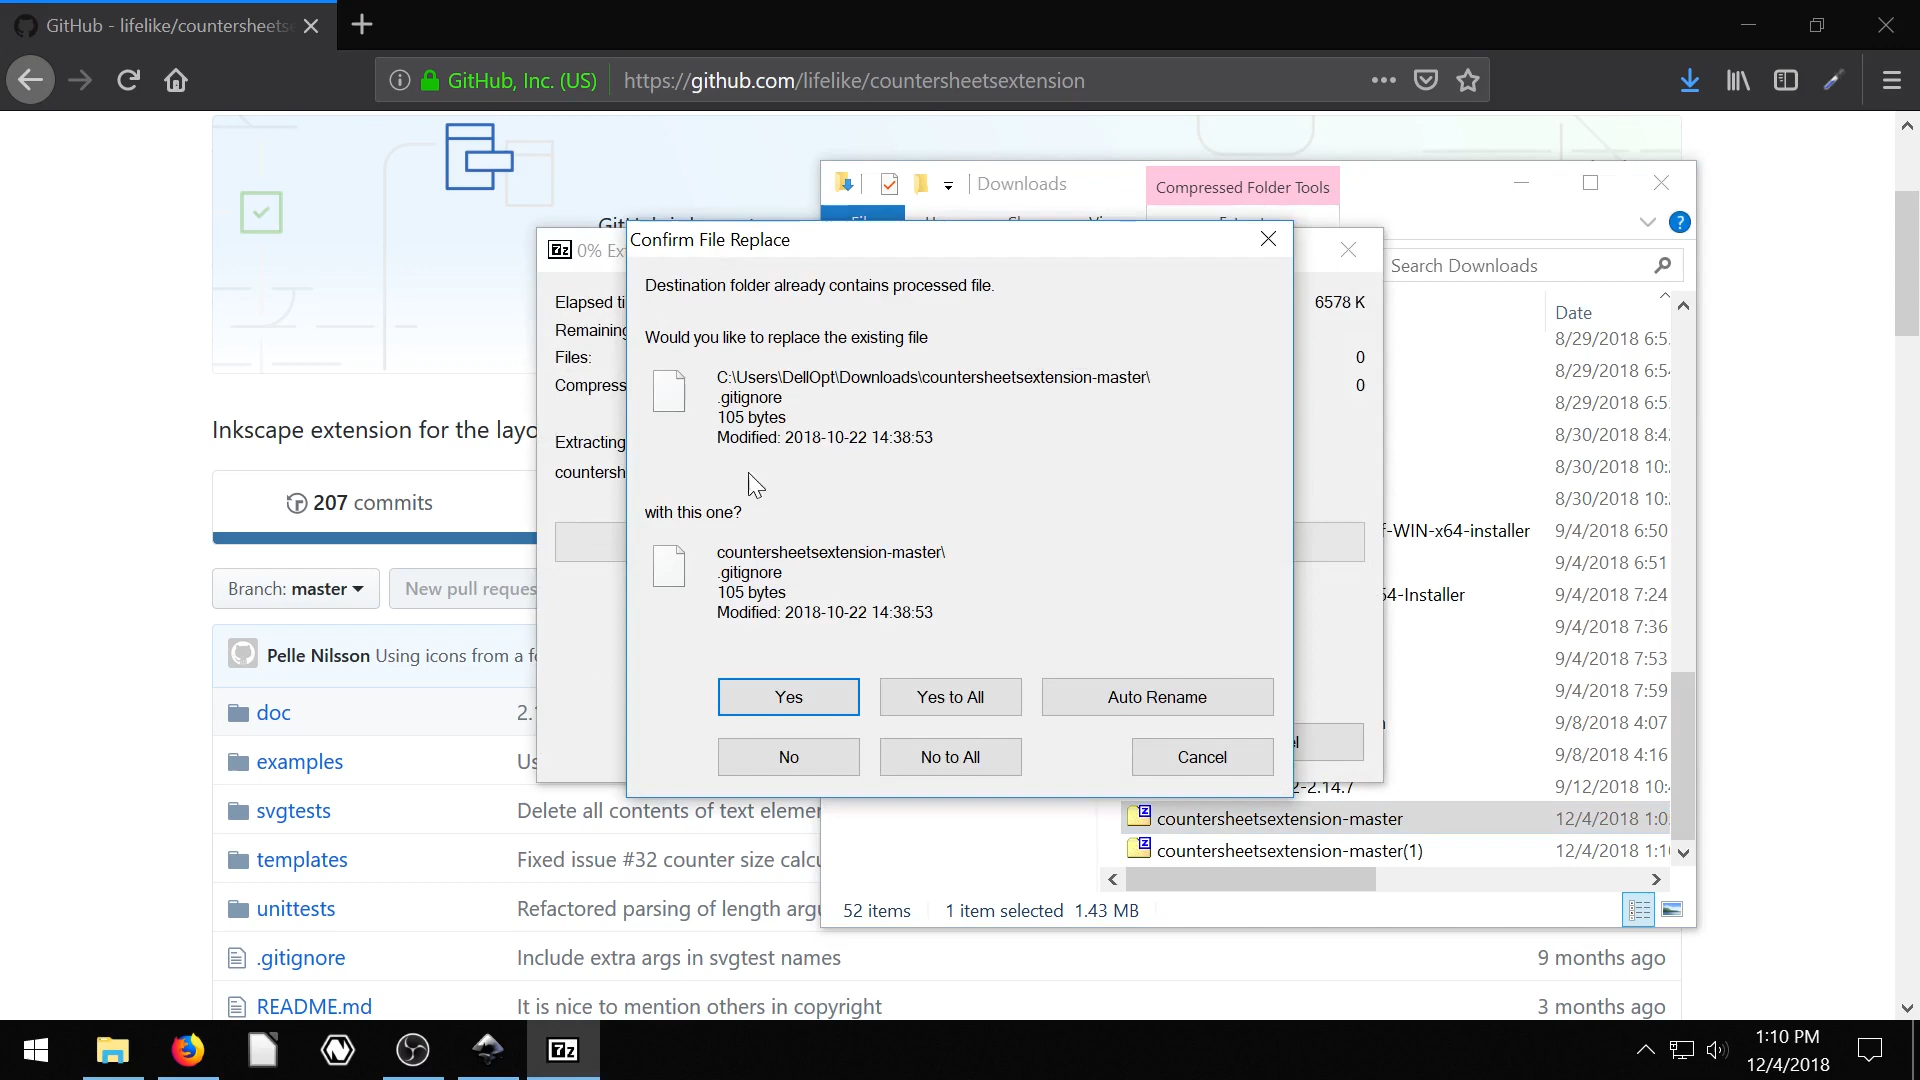 GitHub - lifelike/countersheets
GitHub, Inc. (US)
https://github.com/lifelike/countersheetsextension
Downloads
Compressed Folder Tools
Search Downloads
Date
8/29/2018 6:5
8/29/2018 6:5
8/29/2018 6:5
8/30/2018 8:4
8/30/2018 10:
8/30/2018 10:
f-WIN-x64-installer 9/4/2018 6:50
9/4/2018 6:51
64-Installer 9/4/2018 7:24
9/4/2018 7:36
9/4/2018 7:53
9/4/2018 7:59
9/8/2018 4:07
9/8/2018 4:16
2-2.14.7 9/12/2018 10:
countersheetsextension-master 12/4/2018 1:0
countersheetsextension-master(1) 12/4/2018 1:1
52 items 1 item selected 1.43 MB
7z 0% Ex
Elapsed ti
Remaining
Files:
Compress
Extracting
countersh
6578 K
0
0
Confirm File Replace
Destination folder already contains processed file.
Would you like to replace the existing file
C:\Users\DellOpt\Downloads\countersheetsextension-master\
.gitignore
105 bytes
Modified: 2018-10-22 14:38:53
with this one?
countersheetsextension-master\
.gitignore
105 bytes
Modified: 2018-10-22 14:38:53
Yes Yes to All Auto Rename
No No to All Cancel
Inkscape extension for the layo
207 commits
Branch: master New pull reques
Pelle Nilsson Using icons from a f
doc 2.
examples Us
svgtests Delete all contents of text elemer
templates Fixed issue #32 counter size calcu
unittests Refactored parsing of length argu
.gitignore Include extra args in svgtest names 9 months ago
README.md It is nice to mention others in copyright 3 months ago
7z
1:10 PM
12/4/2018